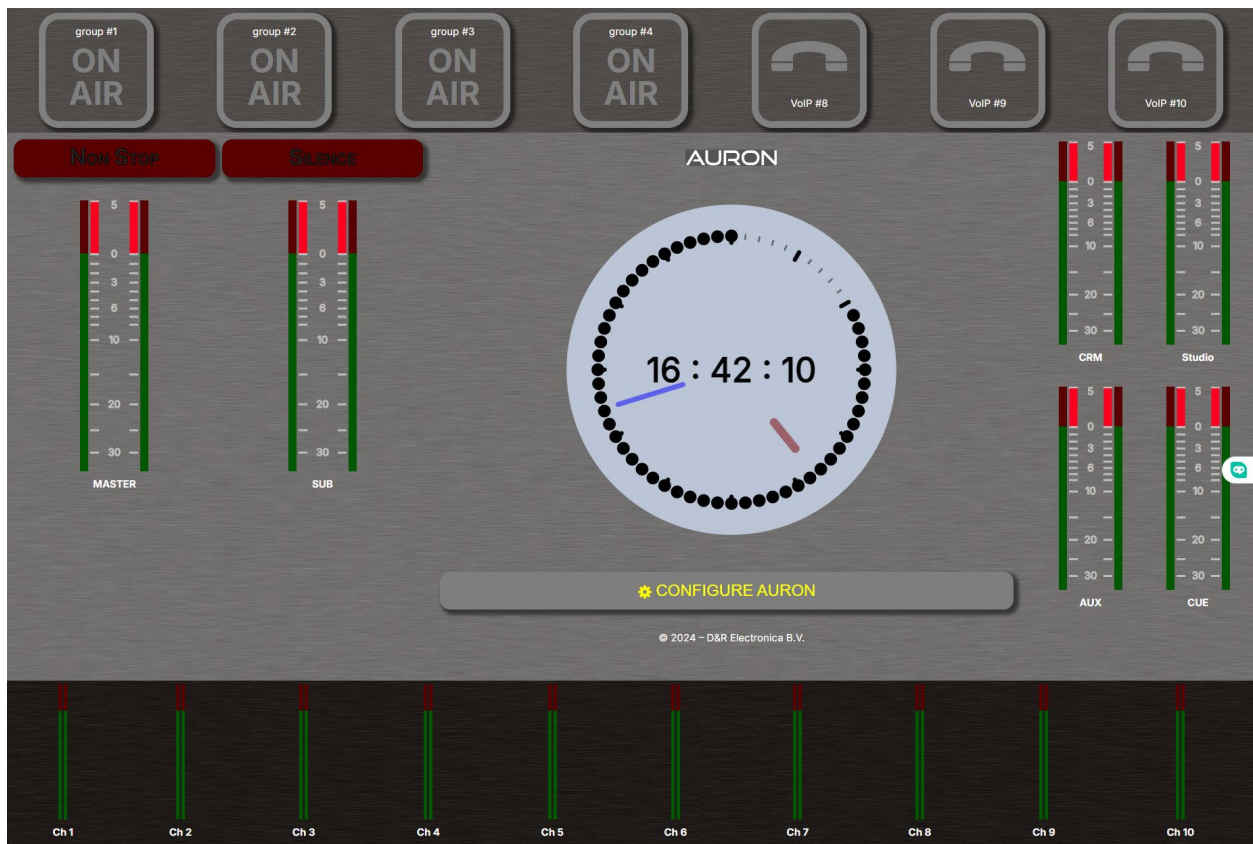 group #1
ON
AIR
group #2
ON
AIR
group #3
ON
AIR
group #4
ON
AIR
VoIP #8
VoIP #9
VoIP #10
NON STOP
SILENCE
AURON
5
0
3
6
10
20
30
MASTER
5
0
3
6
10
20
30
SUB
16 : 42 : 10
5
0
3
6
10
20
30
CRM
5
0
3
6
10
20
30
Studio
5
0
3
6
10
20
30
AUX
5
0
3
6
10
20
30
CUE
CONFIGURE AURON
© 2024 – D&R Electronica B.V.
Ch 1
Ch 2
Ch 3
Ch 4
Ch 5
Ch 6
Ch 7
Ch 8
Ch 9
Ch 10